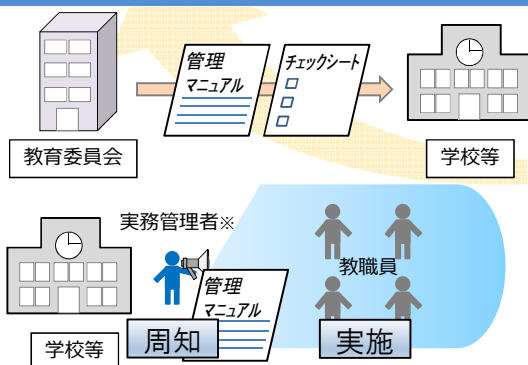 管理
マニュアル
チェックシート
教育委員会
学校等
実務管理者※
教職員
管理
マニュアル
学校等
周知
実施